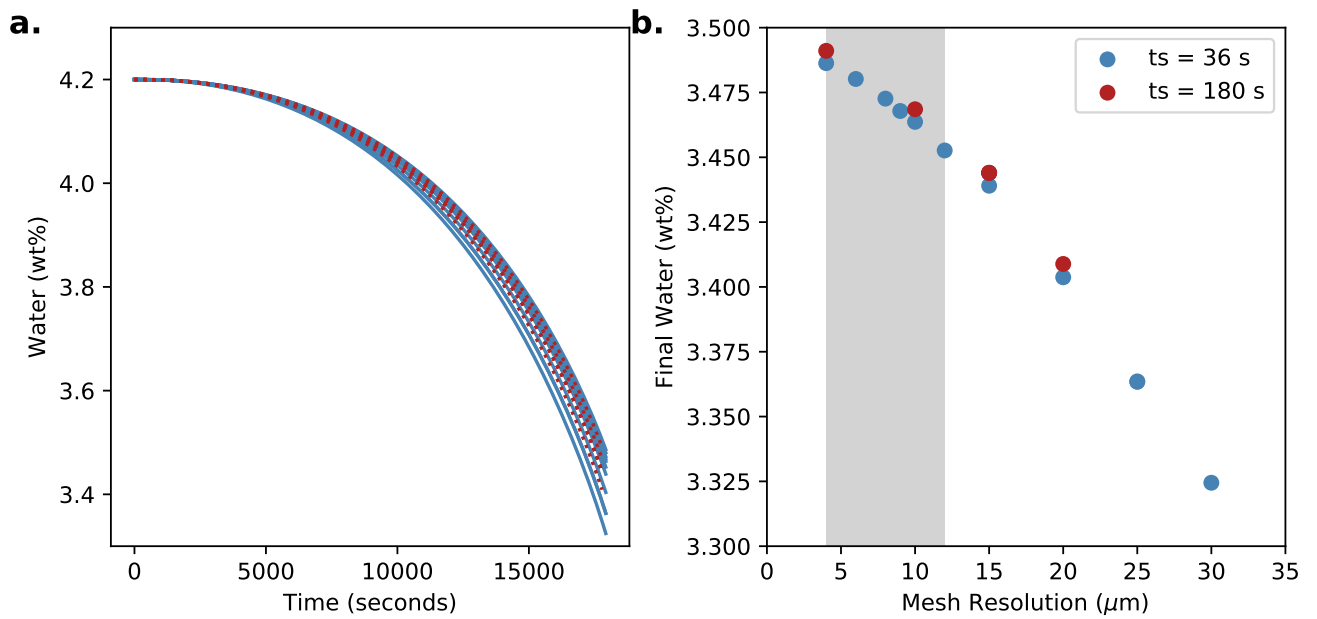 a.
Water (wt%)
4.2
4.0
3.8
3.6
3.4
0 5000 10000 15000
Time (seconds)
b.
Final Water (wt%)
3.500
3.475
3.450
3.425
3.400
3.375
3.350
3.325
3.300
ts = 36 s
ts = 180 s
0 5 10 15 20 25 30 35
Mesh Resolution (μm)